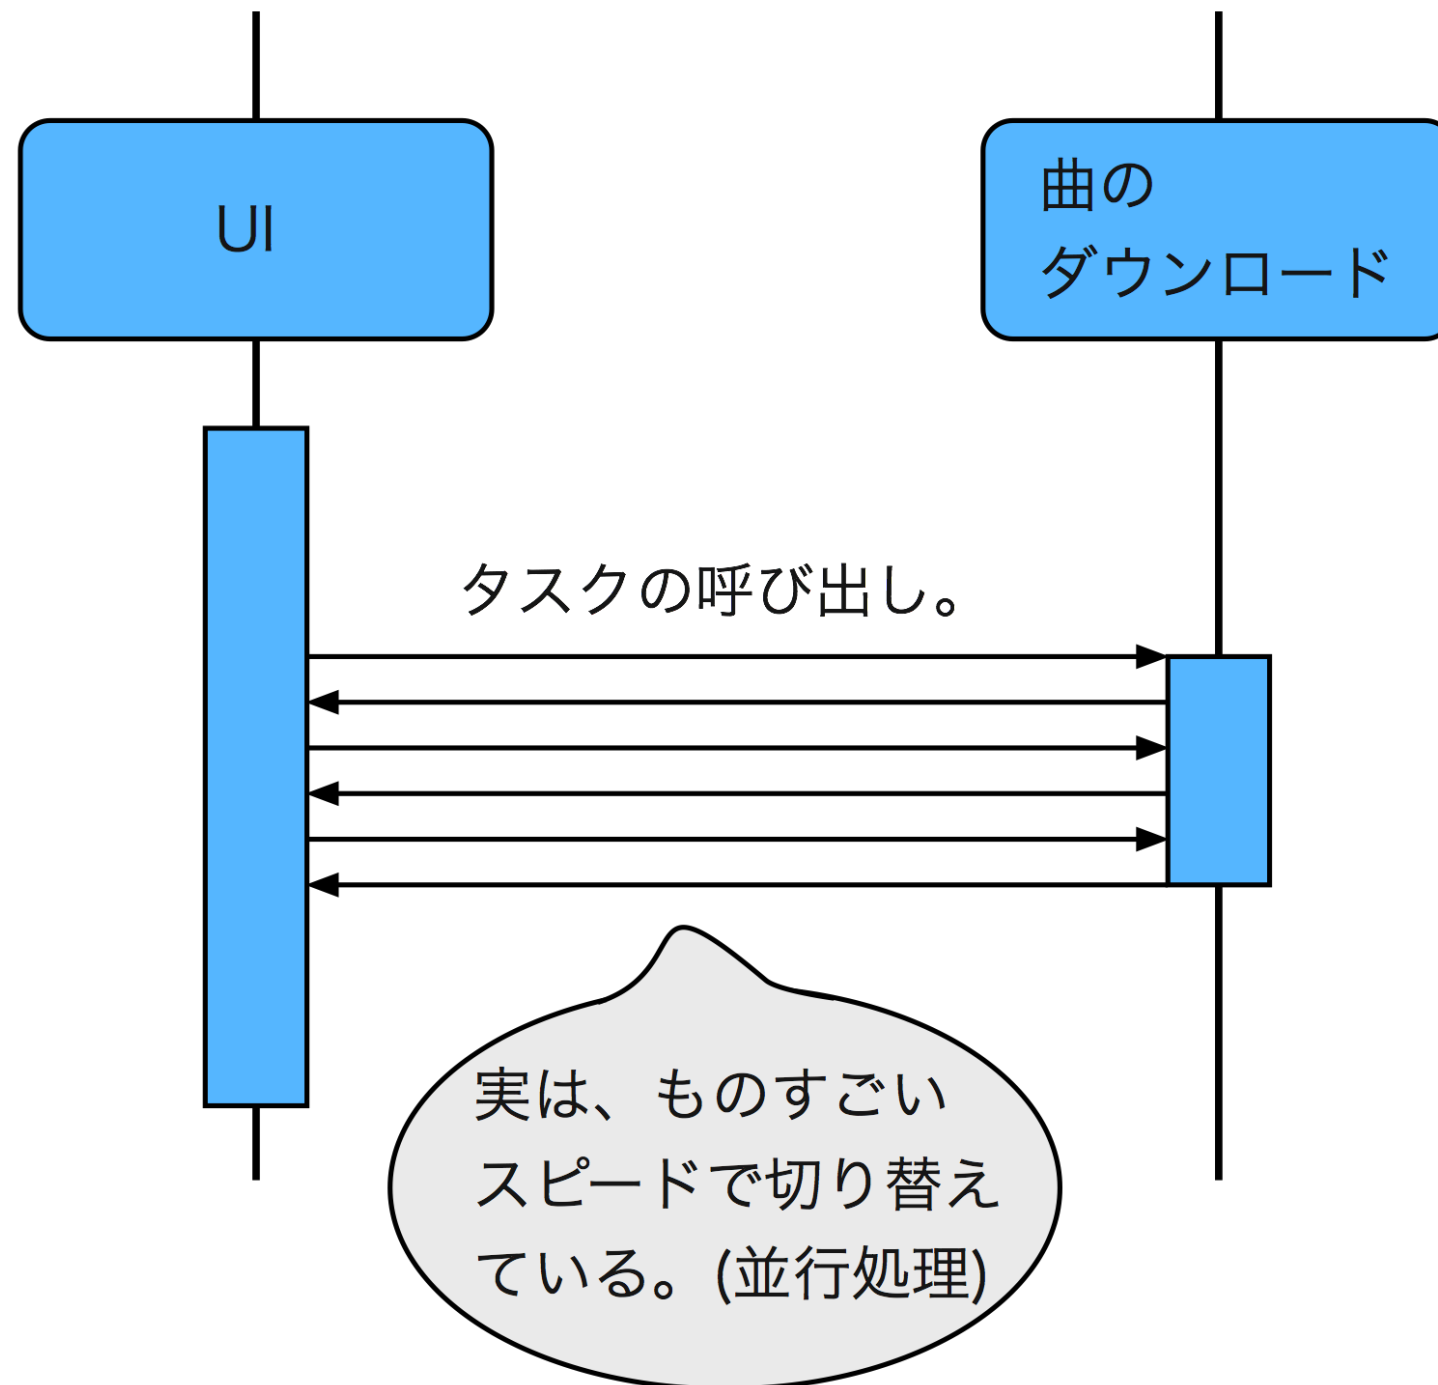 UI
曲の
ダウンロード
タスクの呼び出し。
実は、ものすごい
スピードで切り替え
ている。(並行処理)